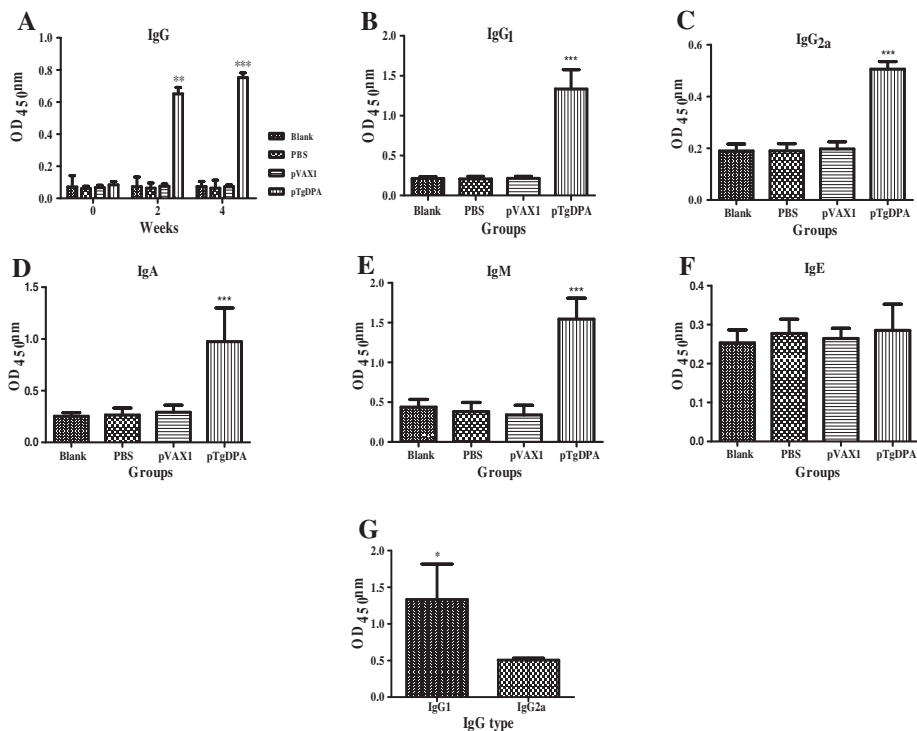 A
IgG
OD 450nm
1.0
0.8
0.6
0.4
0.2
0.0
**
***
0
2
4
Weeks
Blank
PBS
pVAX1
pTgDPA
B
IgG1
OD 450nm
2.0
1.5
1.0
0.5
0.0
***
Blank PBS pVAX1 pTgDPA
Groups
C
IgG2a
OD 450nm
0.6
0.4
0.2
0.0
***
Blank PBS pVAX1 pTgDPA
Groups
D
IgA
OD 450nm
1.5
1.0
0.5
0.0
***
Blank PBS pVAX1 pTgDPA
Groups
E
IgM
OD 450nm
2.0
1.5
1.0
0.5
0.0
***
Blank PBS pVAX1 pTgDPA
Groups
F
IgE
OD 450nm
0.4
0.3
0.2
0.1
0.0
Blank PBS pVAX1 pTgDPA
Groups
G
OD 450nm
2.0
1.5
1.0
0.5
0.0
*
IgG1 IgG2a
IgG type